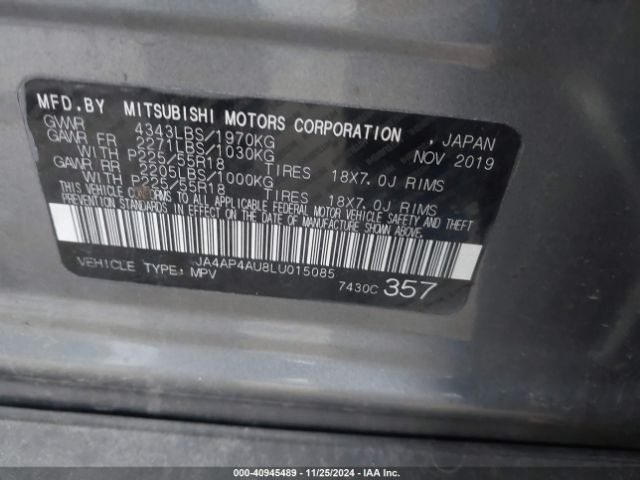 MFD.BY MITSUBISHI MOTORS CORPORATION , JAPAN
GVWR 4343LBS/1970KG NOV 2019
GAWR FR 2271LBS/1030KG
WITH P225/55R18 TIRES 18X7.0J RIMS
GAWR RR 2205LBS/1000KG
WITH P225/55R18 TIRES 18X7.0J RIMS
THIS VEHICLE CONFORMS TO ALL APPLICABLE FEDERAL MOTOR VEHICLE SAFETY AND THEFT
PREVENTION STANDARDS IN EFFECT ON THE DATE OF MANUFACTURE SHOWN ABOVE.
JA4AP4AU8LU015085
VEHICLE TYPE: MPV 7430C 357
000-40945489 - 11/25/2024 - IAA Inc.